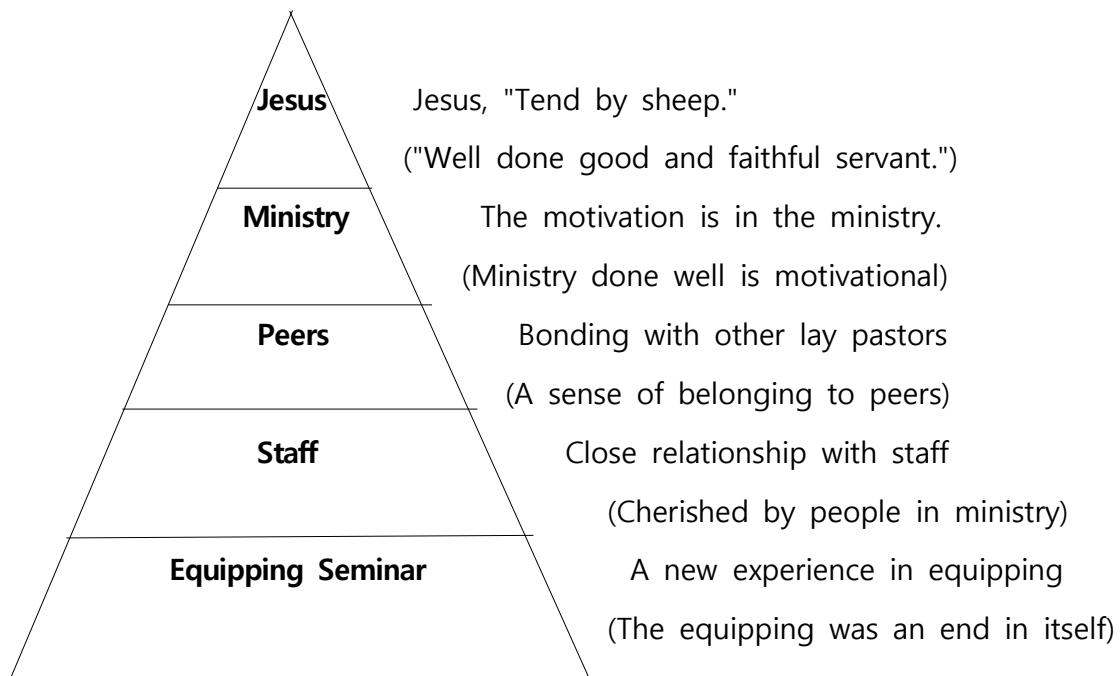 Jesus Jesus, "Tend by sheep."
("Well done good and faithful servant.")
Ministry The motivation is in the ministry.
(Ministry done well is motivational)
Peers Bonding with other lay pastors
(A sense of belonging to peers)
Staff Close relationship with staff
(Cherished by people in ministry)
Equipping Seminar A new experience in equipping
(The equipping was an end in itself)